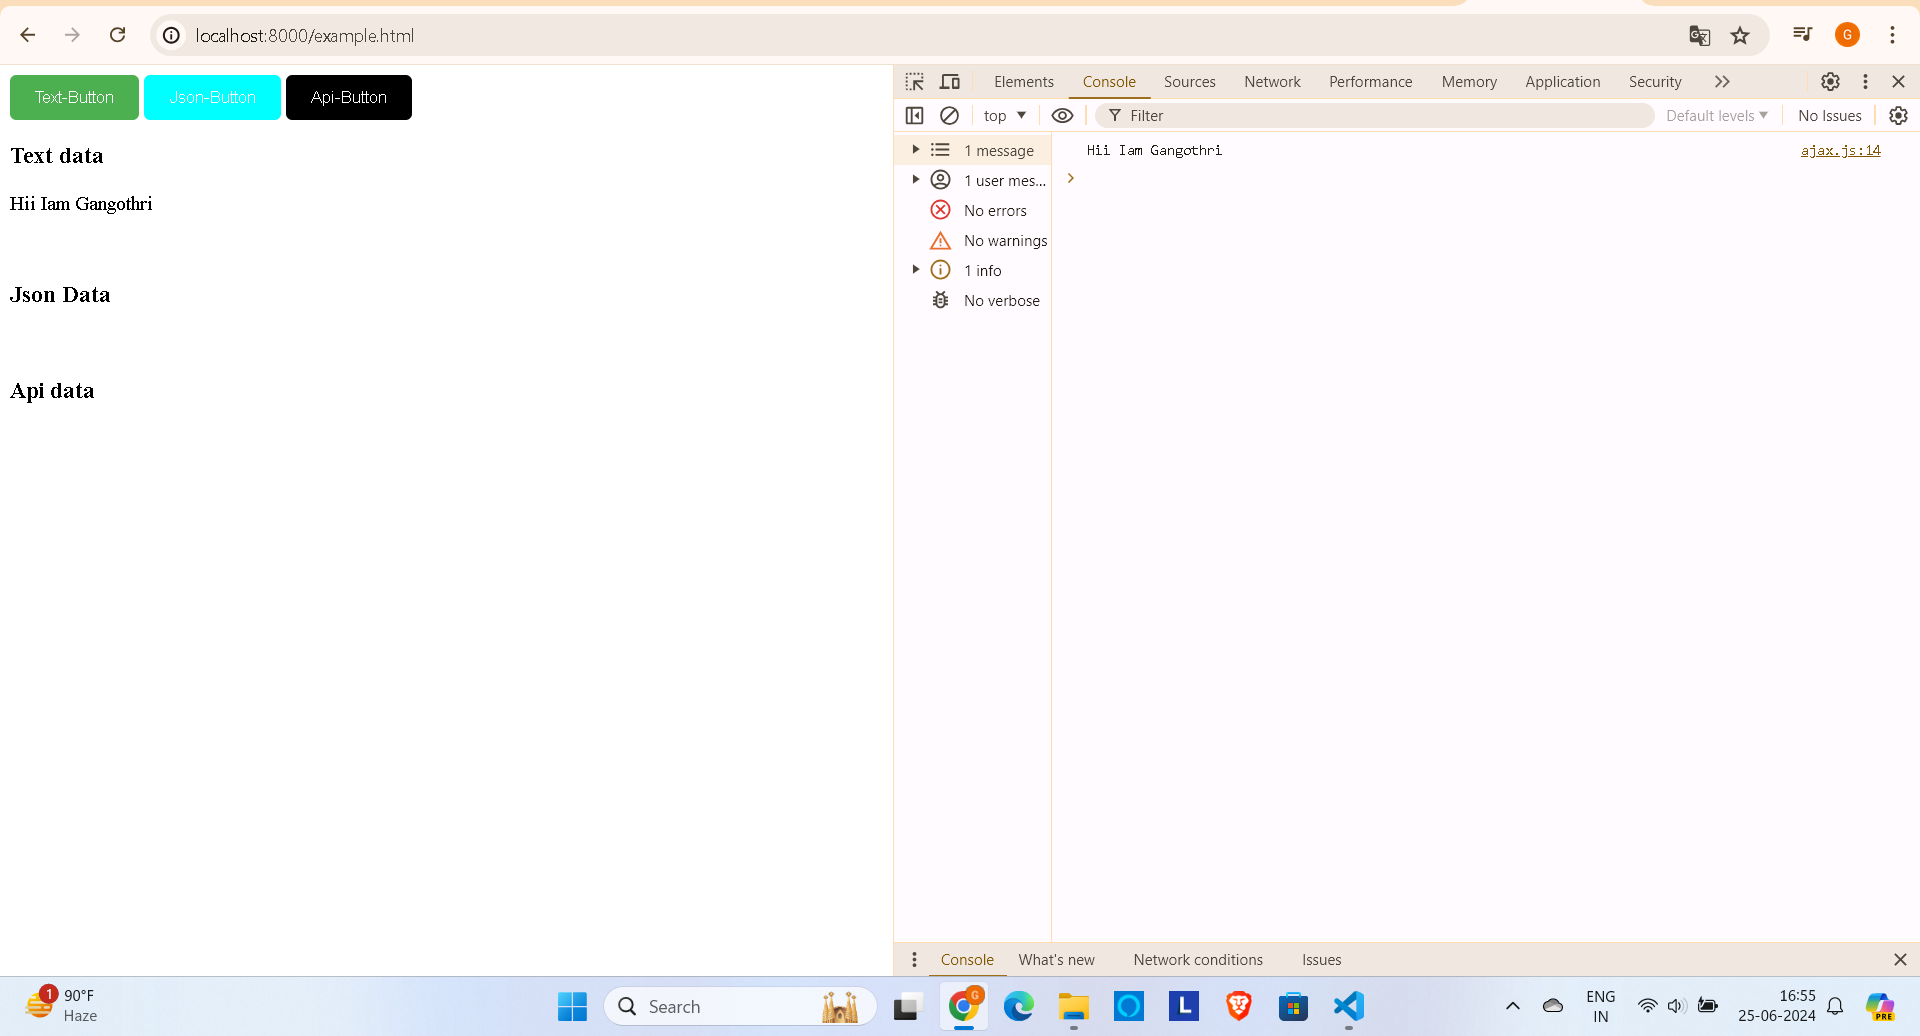 localhost:8000/example.html
G
Text-Button Json-Button Api-Button
Text data
Hii Iam Gangothri
Json Data
Api data
Elements Console Sources Network Performance Memory Application Security
top Filter Default levels No Issues
1 message
1 user mes...
No errors
No warnings
1 info
No verbose
Hii Iam Gangothri ajax.js:14
Console What's new Network conditions Issues
1
90°F
Haze
Search
G
L
ENG
IN
16:55
25-06-2024
PRE